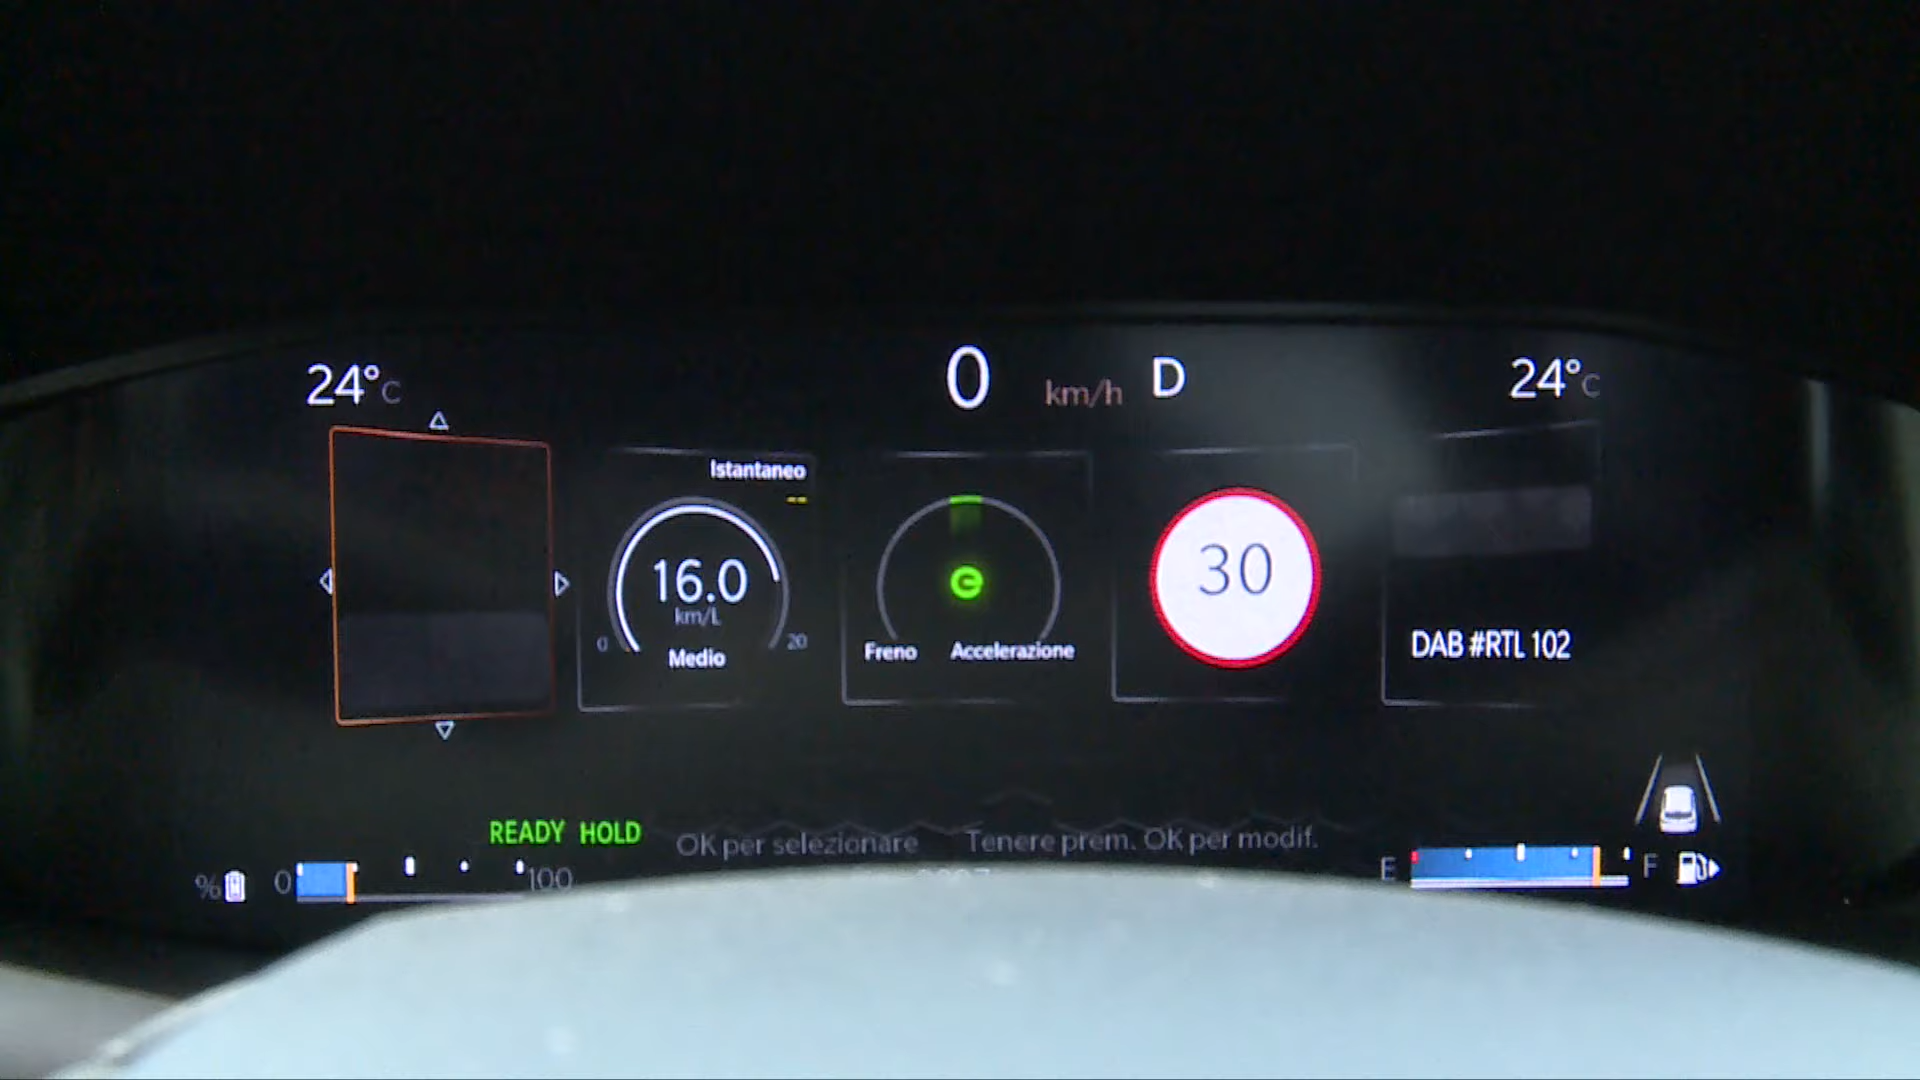 24°C
0 km/h D
24°C
Istantaneo
--
16.0
km/L
0 20
Medio
Freno Accelerazione
30
DAB #RTL 102
READY HOLD
OK per selezionare Tenere prem. OK per modif.
% 0 100
E F